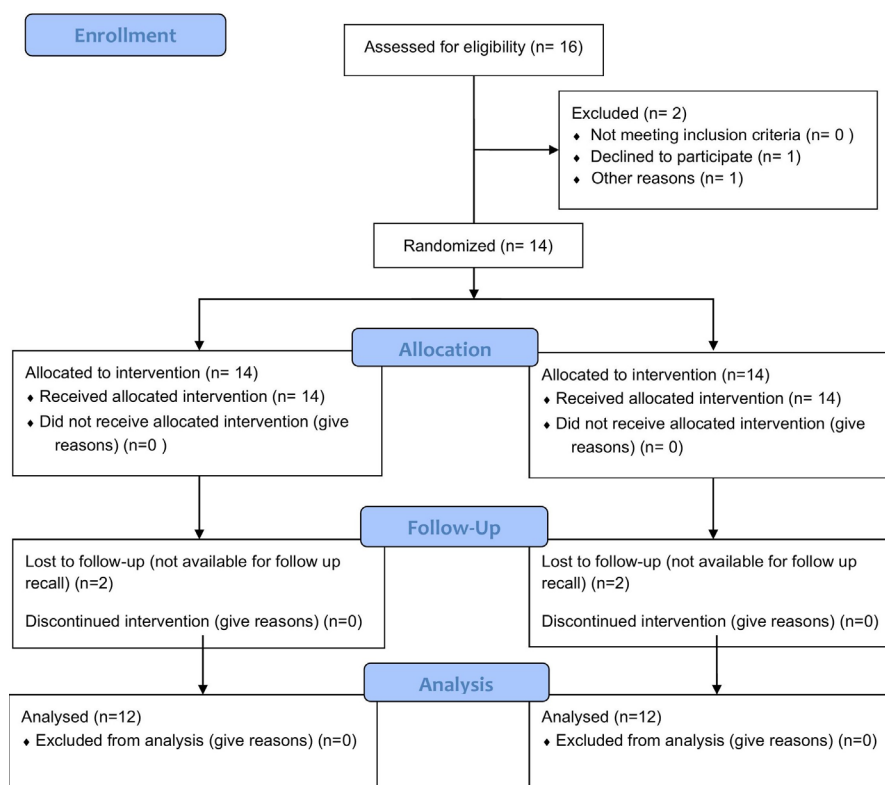 Enrollment
Assessed for eligibility (n= 16)
Excluded (n= 2)
♦ Not meeting inclusion criteria (n= 0 )
♦ Declined to participate (n= 1)
♦ Other reasons (n= 1)
Randomized (n= 14)
Allocation
Allocated to intervention (n= 14)
♦ Received allocated intervention (n= 14)
♦ Did not receive allocated intervention (give
reasons) (n=0 )
Allocated to intervention (n=14)
♦ Received allocated intervention (n= 14)
♦ Did not receive allocated intervention (give
reasons) (n= 0)
Follow-Up
Lost to follow-up (not available for follow up
recall) (n=2)
Discontinued intervention (give reasons) (n=0)
Lost to follow-up (not available for follow up
recall) (n=2)
Discontinued intervention (give reasons) (n=0)
Analysis
Analysed (n=12)
♦ Excluded from analysis (give reasons) (n=0)
Analysed (n=12)
♦ Excluded from analysis (give reasons) (n=0)